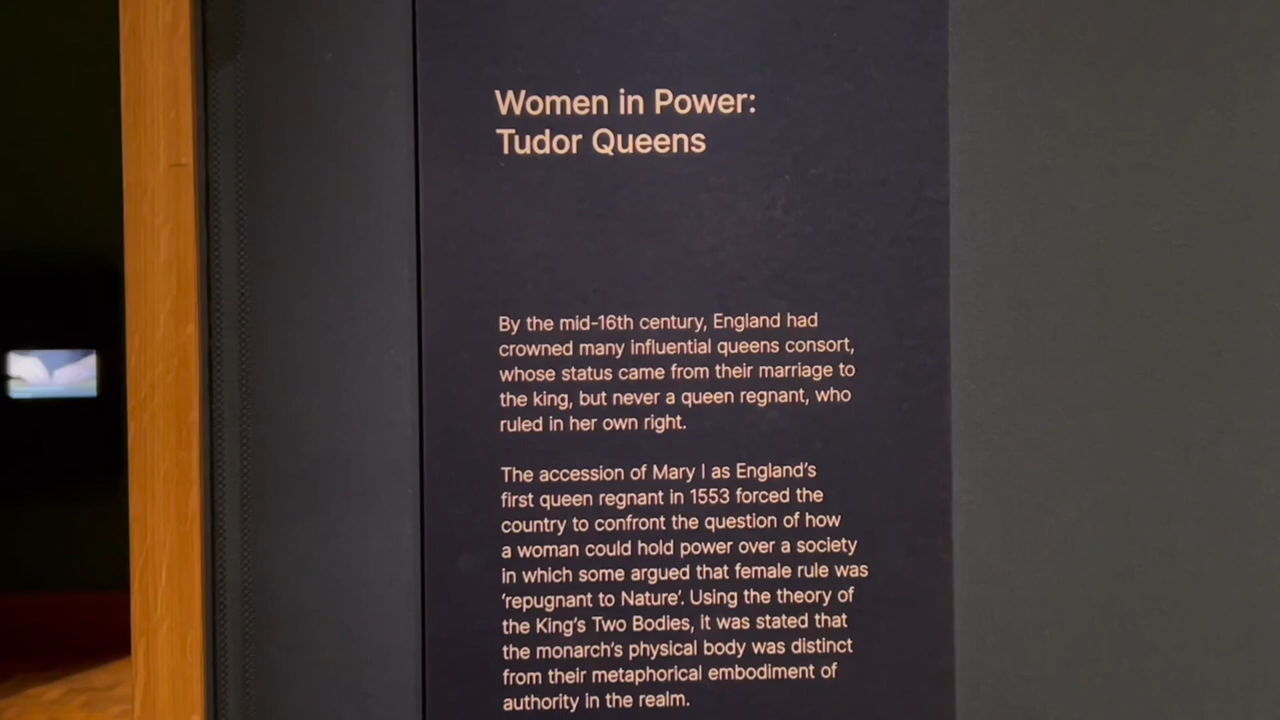 Women in Power:
Tudor Queens
By the mid-16th century, England had
crowned many influential queens consort,
whose status came from their marriage to
the king, but never a queen regnant, who
ruled in her own right.
The accession of Mary I as England’s
first queen regnant in 1553 forced the
country to confront the question of how
a woman could hold power over a society
in which some argued that female rule was
‘repugnant to Nature’. Using the theory of
the King’s Two Bodies, it was stated that
the monarch’s physical body was distinct
from their metaphorical embodiment of
authority in the realm.